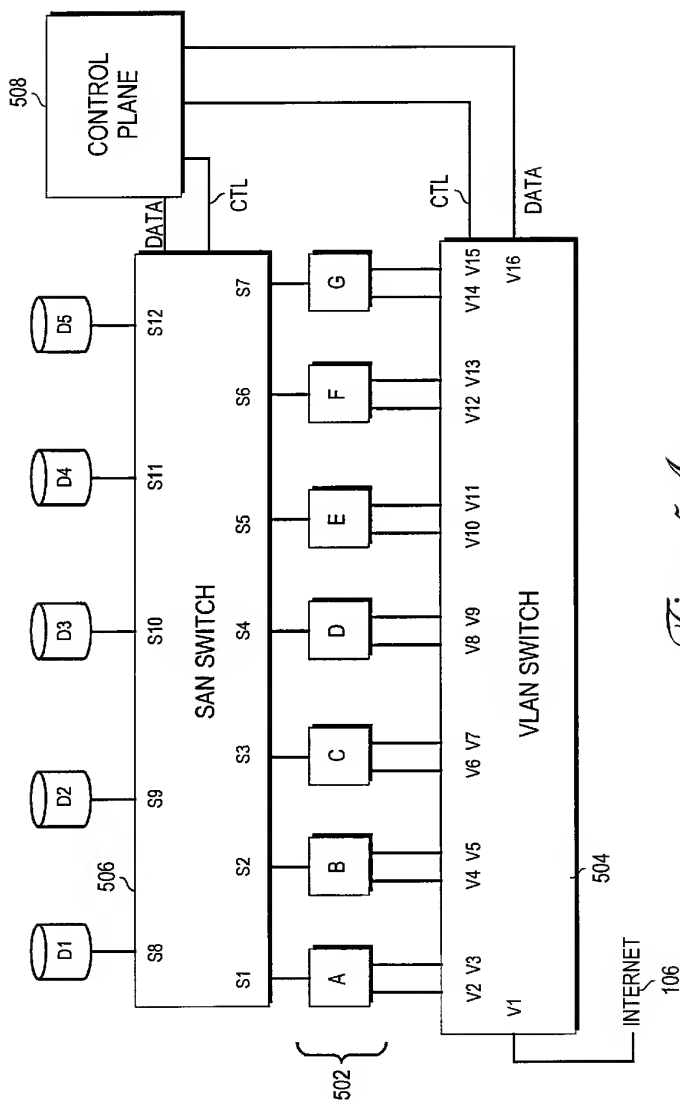 508
CONTROL
PLANE
D1
D2
D3
D4
D5
DATA
CTL
506
S8
S9
S10
S11
S12
SAN SWITCH
S1
S2
S3
S4
S5
S6
S7
502
A
B
C
D
E
F
G
CTL
DATA
V2 V3
V4 V5
V6 V7
V8 V9
V10 V11
V12 V13
V14 V15
V1
V16
VLAN SWITCH
504
INTERNET
106
Fig. 5A